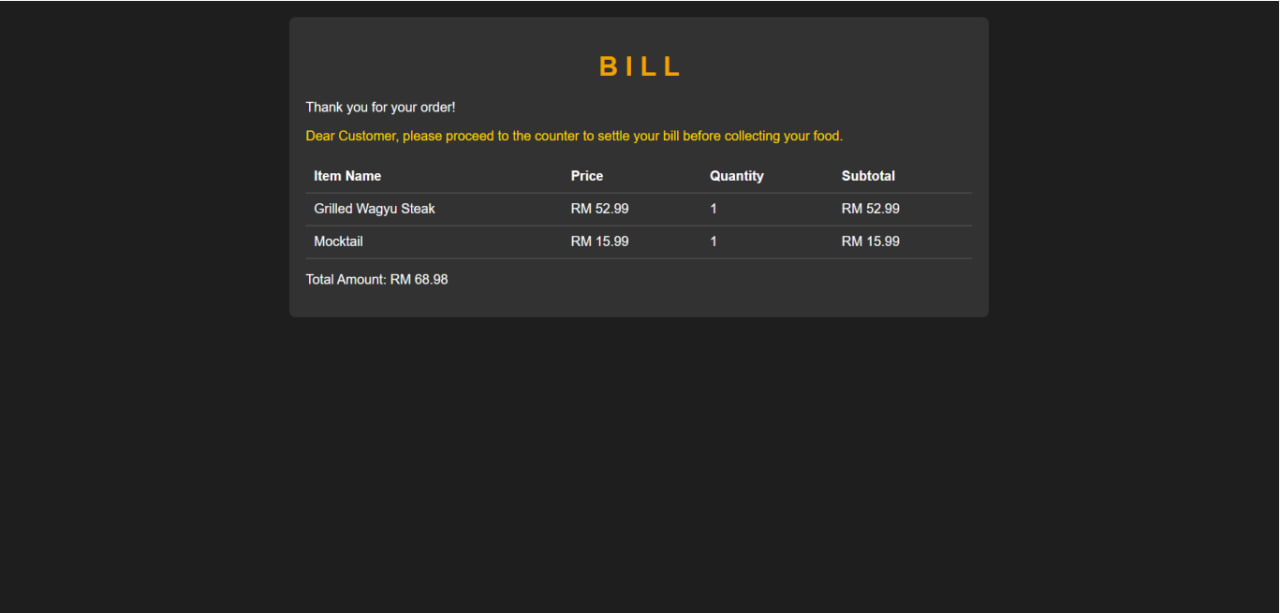 B I L L
Thank you for your order!
Dear Customer, please proceed to the counter to settle your bill before collecting your food.
Item Name Price Quantity Subtotal
Grilled Wagyu Steak RM 52.99 1 RM 52.99
Mocktail RM 15.99 1 RM 15.99
Total Amount: RM 68.98